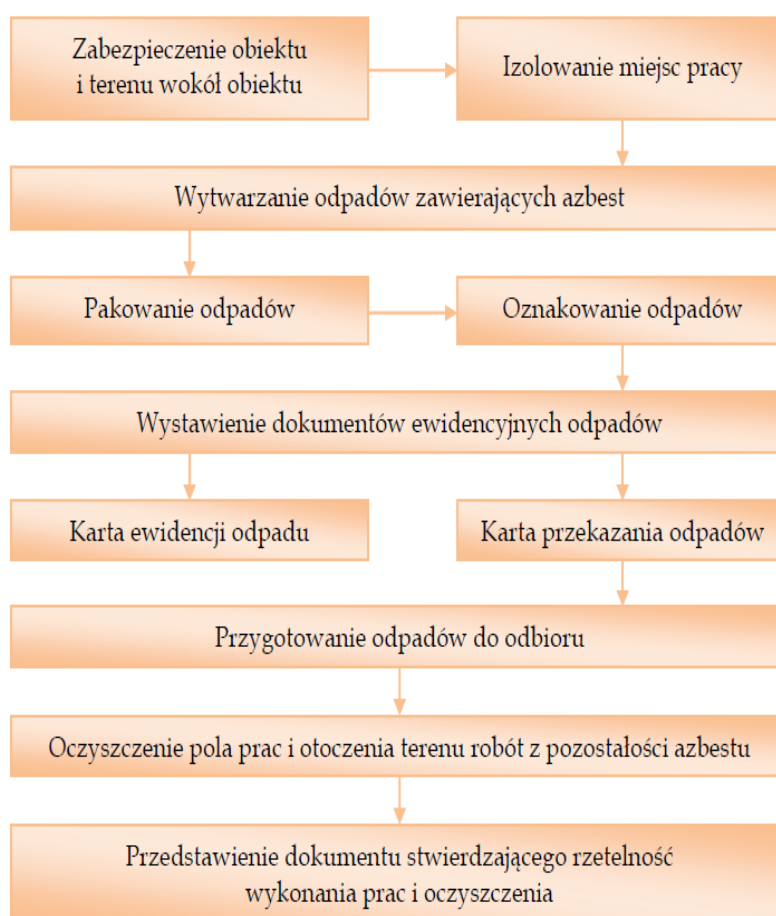 Zabezpieczenie obiektu
i terenu wokół obiektu
Izolowanie miejsc pracy
Wytwarzanie odpadów zawierających azbest
Pakowanie odpadów
Oznakowanie odpadów
Wystawienie dokumentów ewidencyjnych odpadów
Karta ewidencji odpadu
Karta przekazania odpadów
Przygotowanie odpadów do odbioru
Oczyszczenie pola prac i otoczenia terenu robót z pozostałości azbestu
Przedstawienie dokumentu stwierdzającego rzetelność
wykonania prac i oczyszczenia